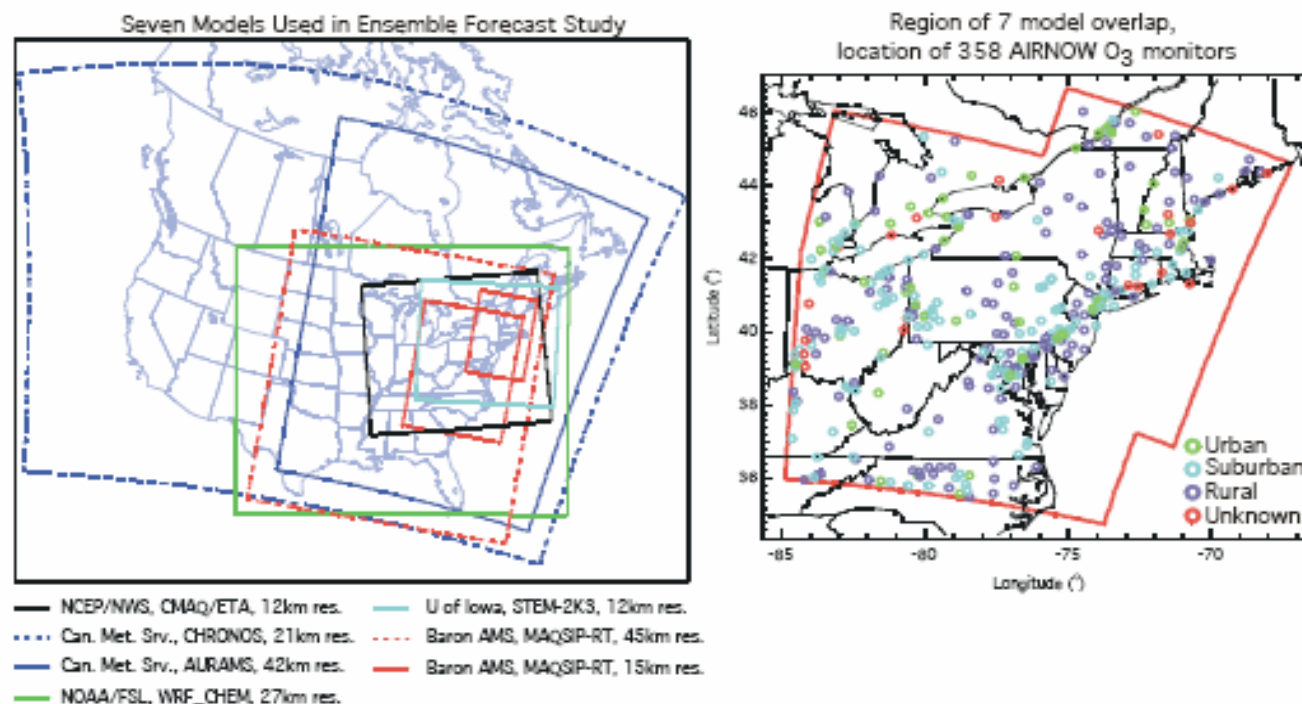 Seven Models Used in Ensemble Forecast Study
NCEP/NWS, CMAQ/ETA, 12km res.
Can. Met. Srv., CHRONOS, 21km res.
Can. Met. Srv., AURAMS, 42km res.
NOAA/FSL, WRF_CHEM, 27km res.
U of Iowa, STEM-2K3, 12km res.
Baron AMS, MAQSIP-RT, 45km res.
Baron AMS, MAQSIP-RT, 15km res.
Region of 7 model overlap,
location of 358 AIRNOW O3 monitors
Latitude (°)
46
44
42
40
38
36
Urban
Suburban
Rural
Unknown
-85 -80 -75 -70
Longitude (°)